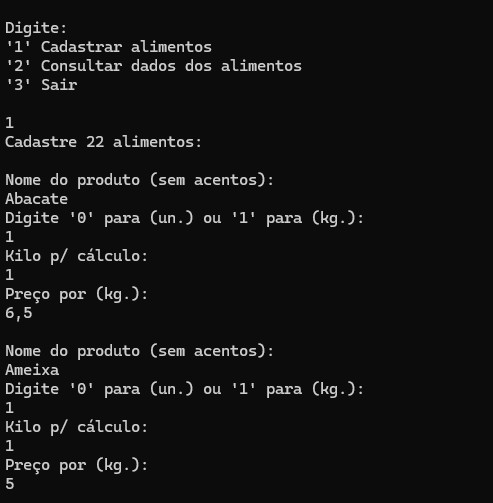 Digite:
'1' Cadastrar alimentos
'2' Consultar dados dos alimentos
'3' Sair
1
Cadastre 22 alimentos:
Nome do produto (sem acentos):
Abacate
Digite '0' para (un.) ou '1' para (kg.):
1
Kilo p/ cálculo:
1
Preço por (kg.):
6,5
Nome do produto (sem acentos):
Ameixa
Digite '0' para (un.) ou '1' para (kg.):
1
Kilo p/ cálculo:
1
Preço por (kg.):
5